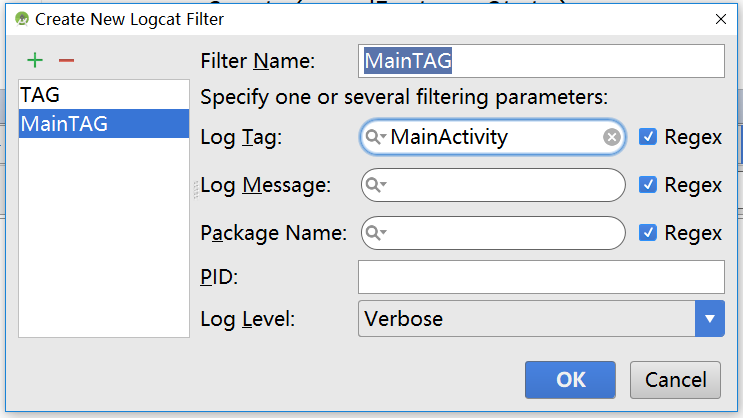 Create New Logcat Filter
TAG
MainTAG
Filter Name: MainTAG
Specify one or several filtering parameters:
Log Tag: MainActivity Regex
Log Message: Regex
Package Name: Regex
PID:
Log Level: Verbose
OK Cancel